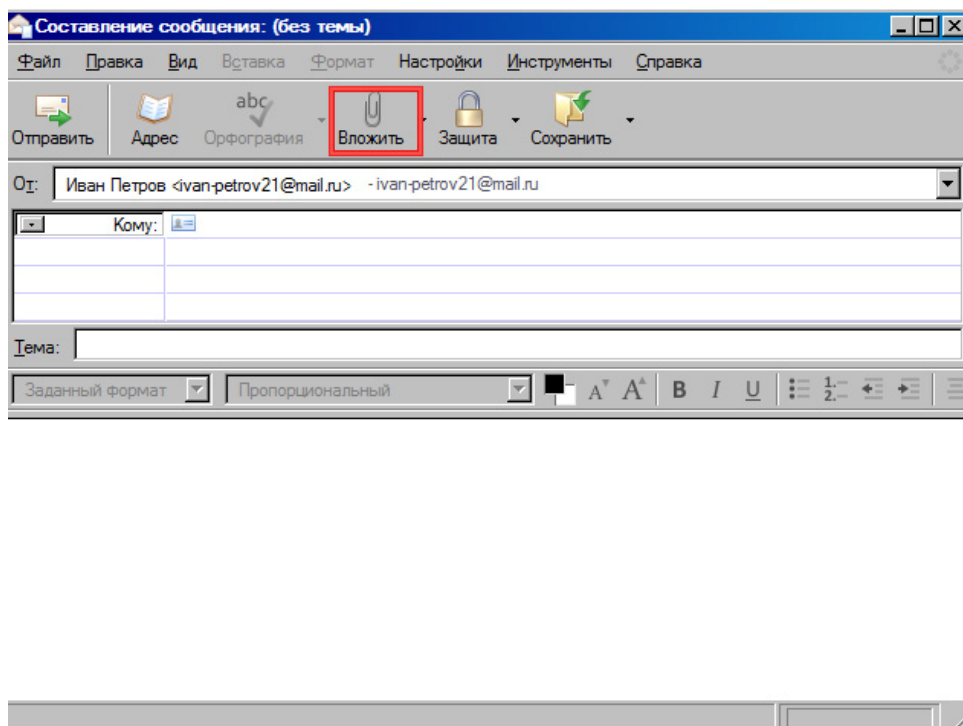 Составление сообщения: (без темы)
Файл Правка Вид Вставка Формат Настройки Инструменты Справка
abc
Отправить Адрес Орфография Вложить Защита Сохранить
От: Иван Петров <ivan-petrov21@mail.ru> - ivan-petrov21@mail.ru
Кому:
Тема:
Заданный формат Пропорциональный A A B I U